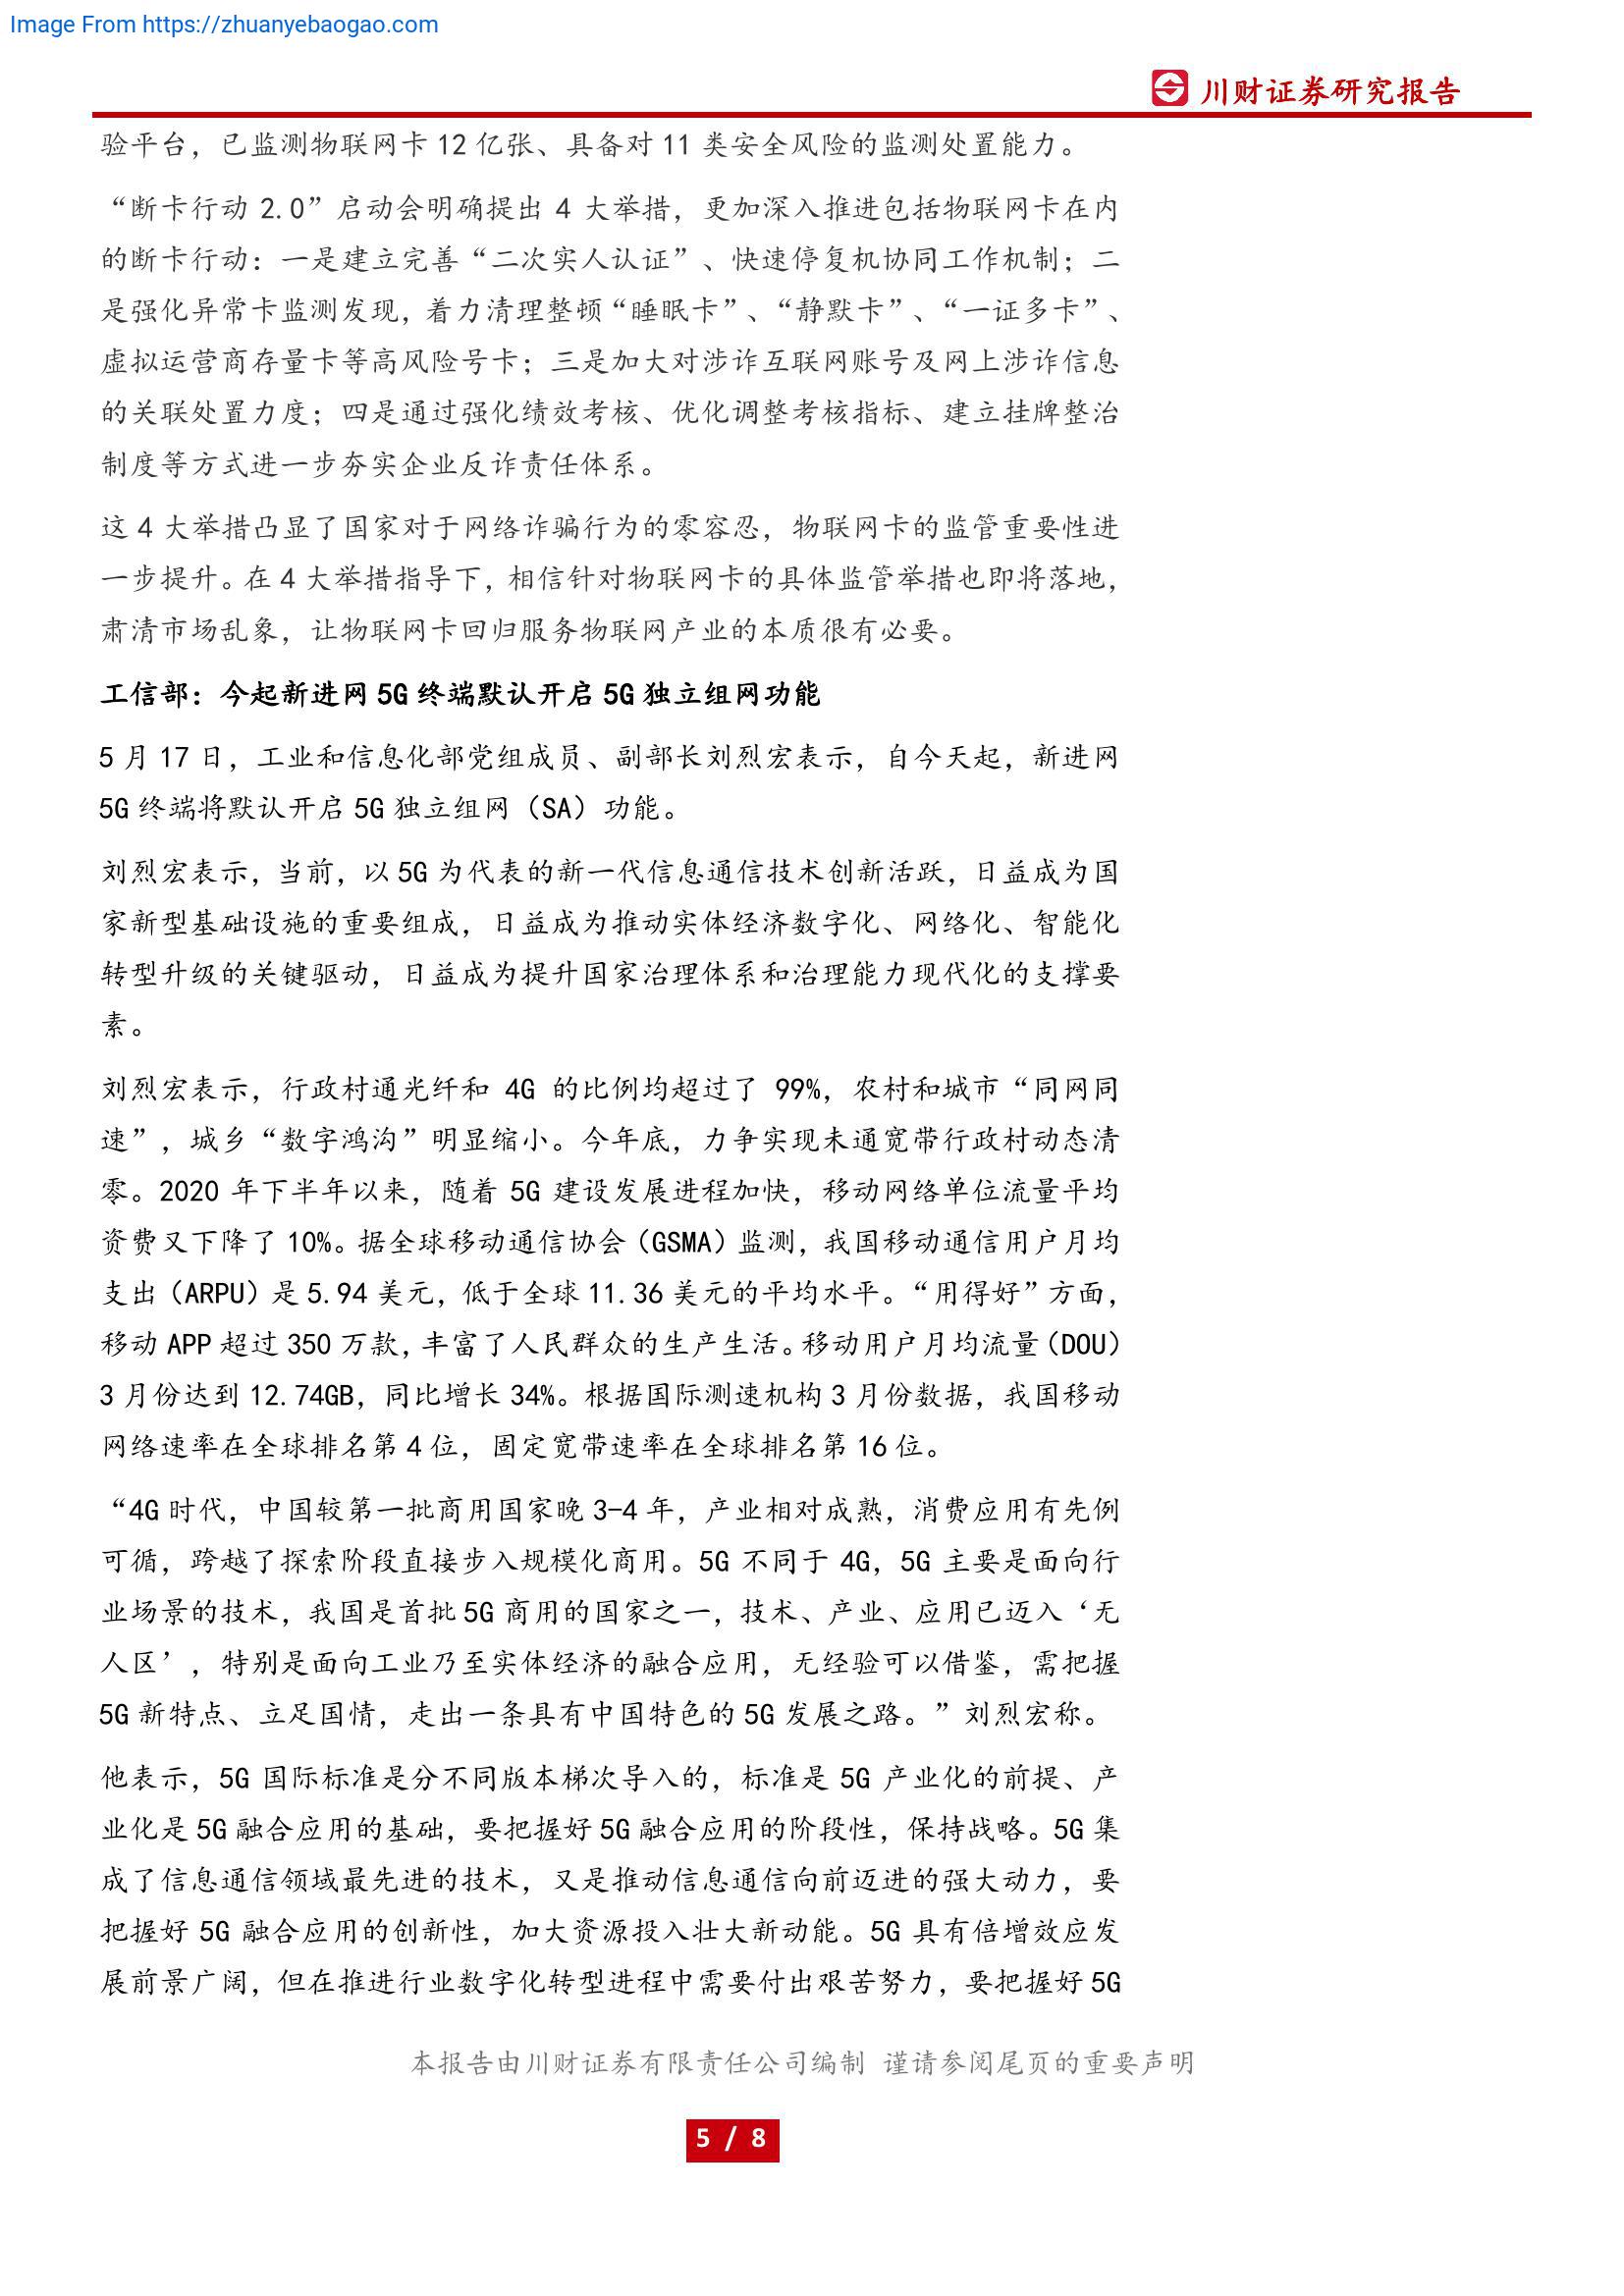 Image From https://zhuanyebaogao.com
川财证券研究报告
验平台，已监测物联网卡 12 亿张、具备对 11 类安全风险的监测处置能力。
“断卡行动 2.0”启动会明确提出 4 大举措，更加深入推进包括物联网卡在内
的断卡行动：一是建立完善“二次实人认证”、快速停复机协同工作机制；二
是强化异常卡监测发现，着力清理整顿“睡眠卡”、“静默卡”、“一证多卡”、
虚拟运营商存量卡等高风险号卡；三是加大对涉诈互联网账号及网上涉诈信息
的关联处置力度；四是通过强化绩效考核、优化调整考核指标、建立挂牌整治
制度等方式进一步夯实企业反诈责任体系。
这 4 大举措凸显了国家对于网络诈骗行为的零容忍，物联网卡的监管重要性进
一步提升。在 4 大举措指导下，相信针对物联网卡的具体监管举措也即将落地，
肃清市场乱象，让物联网卡回归服务物联网产业的本质很有必要。
工信部：今起新进网 5G 终端默认开启 5G 独立组网功能
5 月 17 日，工业和信息化部党组成员、副部长刘烈宏表示，自今天起，新进网
5G 终端将默认开启 5G 独立组网（SA）功能。
刘烈宏表示，当前，以 5G 为代表的新一代信息通信技术创新活跃，日益成为国
家新型基础设施的重要组成，日益成为推动实体经济数字化、网络化、智能化
转型升级的关键驱动，日益成为提升国家治理体系和治理能力现代化的支撑要
素。
刘烈宏表示，行政村通光纤和 4G 的比例均超过了 99%，农村和城市“同网同
速”，城乡“数字鸿沟”明显缩小。今年底，力争实现未通宽带行政村动态清
零。2020 年下半年以来，随着 5G 建设发展进程加快，移动网络单位流量平均
资费又下降了 10%。据全球移动通信协会（GSMA）监测，我国移动通信用户月均
支出（ARPU）是 5.94 美元，低于全球 11.36 美元的平均水平。“用得好”方面，
移动 APP 超过 350 万款，丰富了人民群众的生产生活。移动用户月均流量（DOU）
3 月份达到 12.74GB，同比增长 34%。根据国际测速机构 3 月份数据，我国移动
网络速率在全球排名第 4 位，固定宽带速率在全球排名第 16 位。
“4G 时代，中国较第一批商用国家晚 3-4 年，产业相对成熟，消费应用有先例
可循，跨越了探索阶段直接步入规模化商用。5G 不同于 4G，5G 主要是面向行
业场景的技术，我国是首批 5G 商用的国家之一，技术、产业、应用已迈入‘无
人区’，特别是面向工业乃至实体经济的融合应用，无经验可以借鉴，需把握
5G 新特点、立足国情，走出一条具有中国特色的 5G 发展之路。”刘烈宏称。
他表示，5G 国际标准是分不同版本梯次导入的，标准是 5G 产业化的前提、产
业化是 5G 融合应用的基础，要把握好 5G 融合应用的阶段性，保持战略。5G 集
成了信息通信领域最先进的技术，又是推动信息通信向前迈进的强大动力，要
把握好 5G 融合应用的创新性，加大资源投入壮大新动能。5G 具有倍增效应发
展前景广阔，但在推进行业数字化转型进程中需要付出艰苦努力，要把握好 5G
本报告由川财证券有限责任公司编制 谨请参阅尾页的重要声明
5 / 8